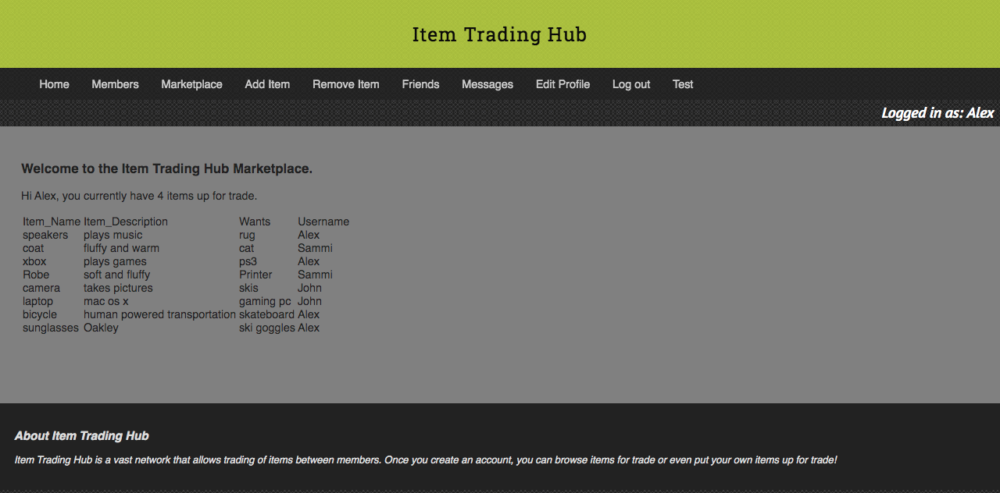 Item Trading Hub
Home Members Marketplace Add Item Remove Item Friends Messages Edit Profile Log out Test
Logged in as: Alex
Welcome to the Item Trading Hub Marketplace.
Hi Alex, you currently have 4 items up for trade.
Item_Name Item_Description Wants Username
speakers plays music rug Alex
coat fluffy and warm cat Sammi
xbox plays games ps3 Alex
Robe soft and fluffy Printer Sammi
camera takes pictures skis John
laptop mac os x gaming pc John
bicycle human powered transportation skateboard Alex
sunglasses Oakley ski goggles Alex
About Item Trading Hub
Item Trading Hub is a vast network that allows trading of items between members. Once you create an account, you can browse items for trade or even put your own items up for trade!